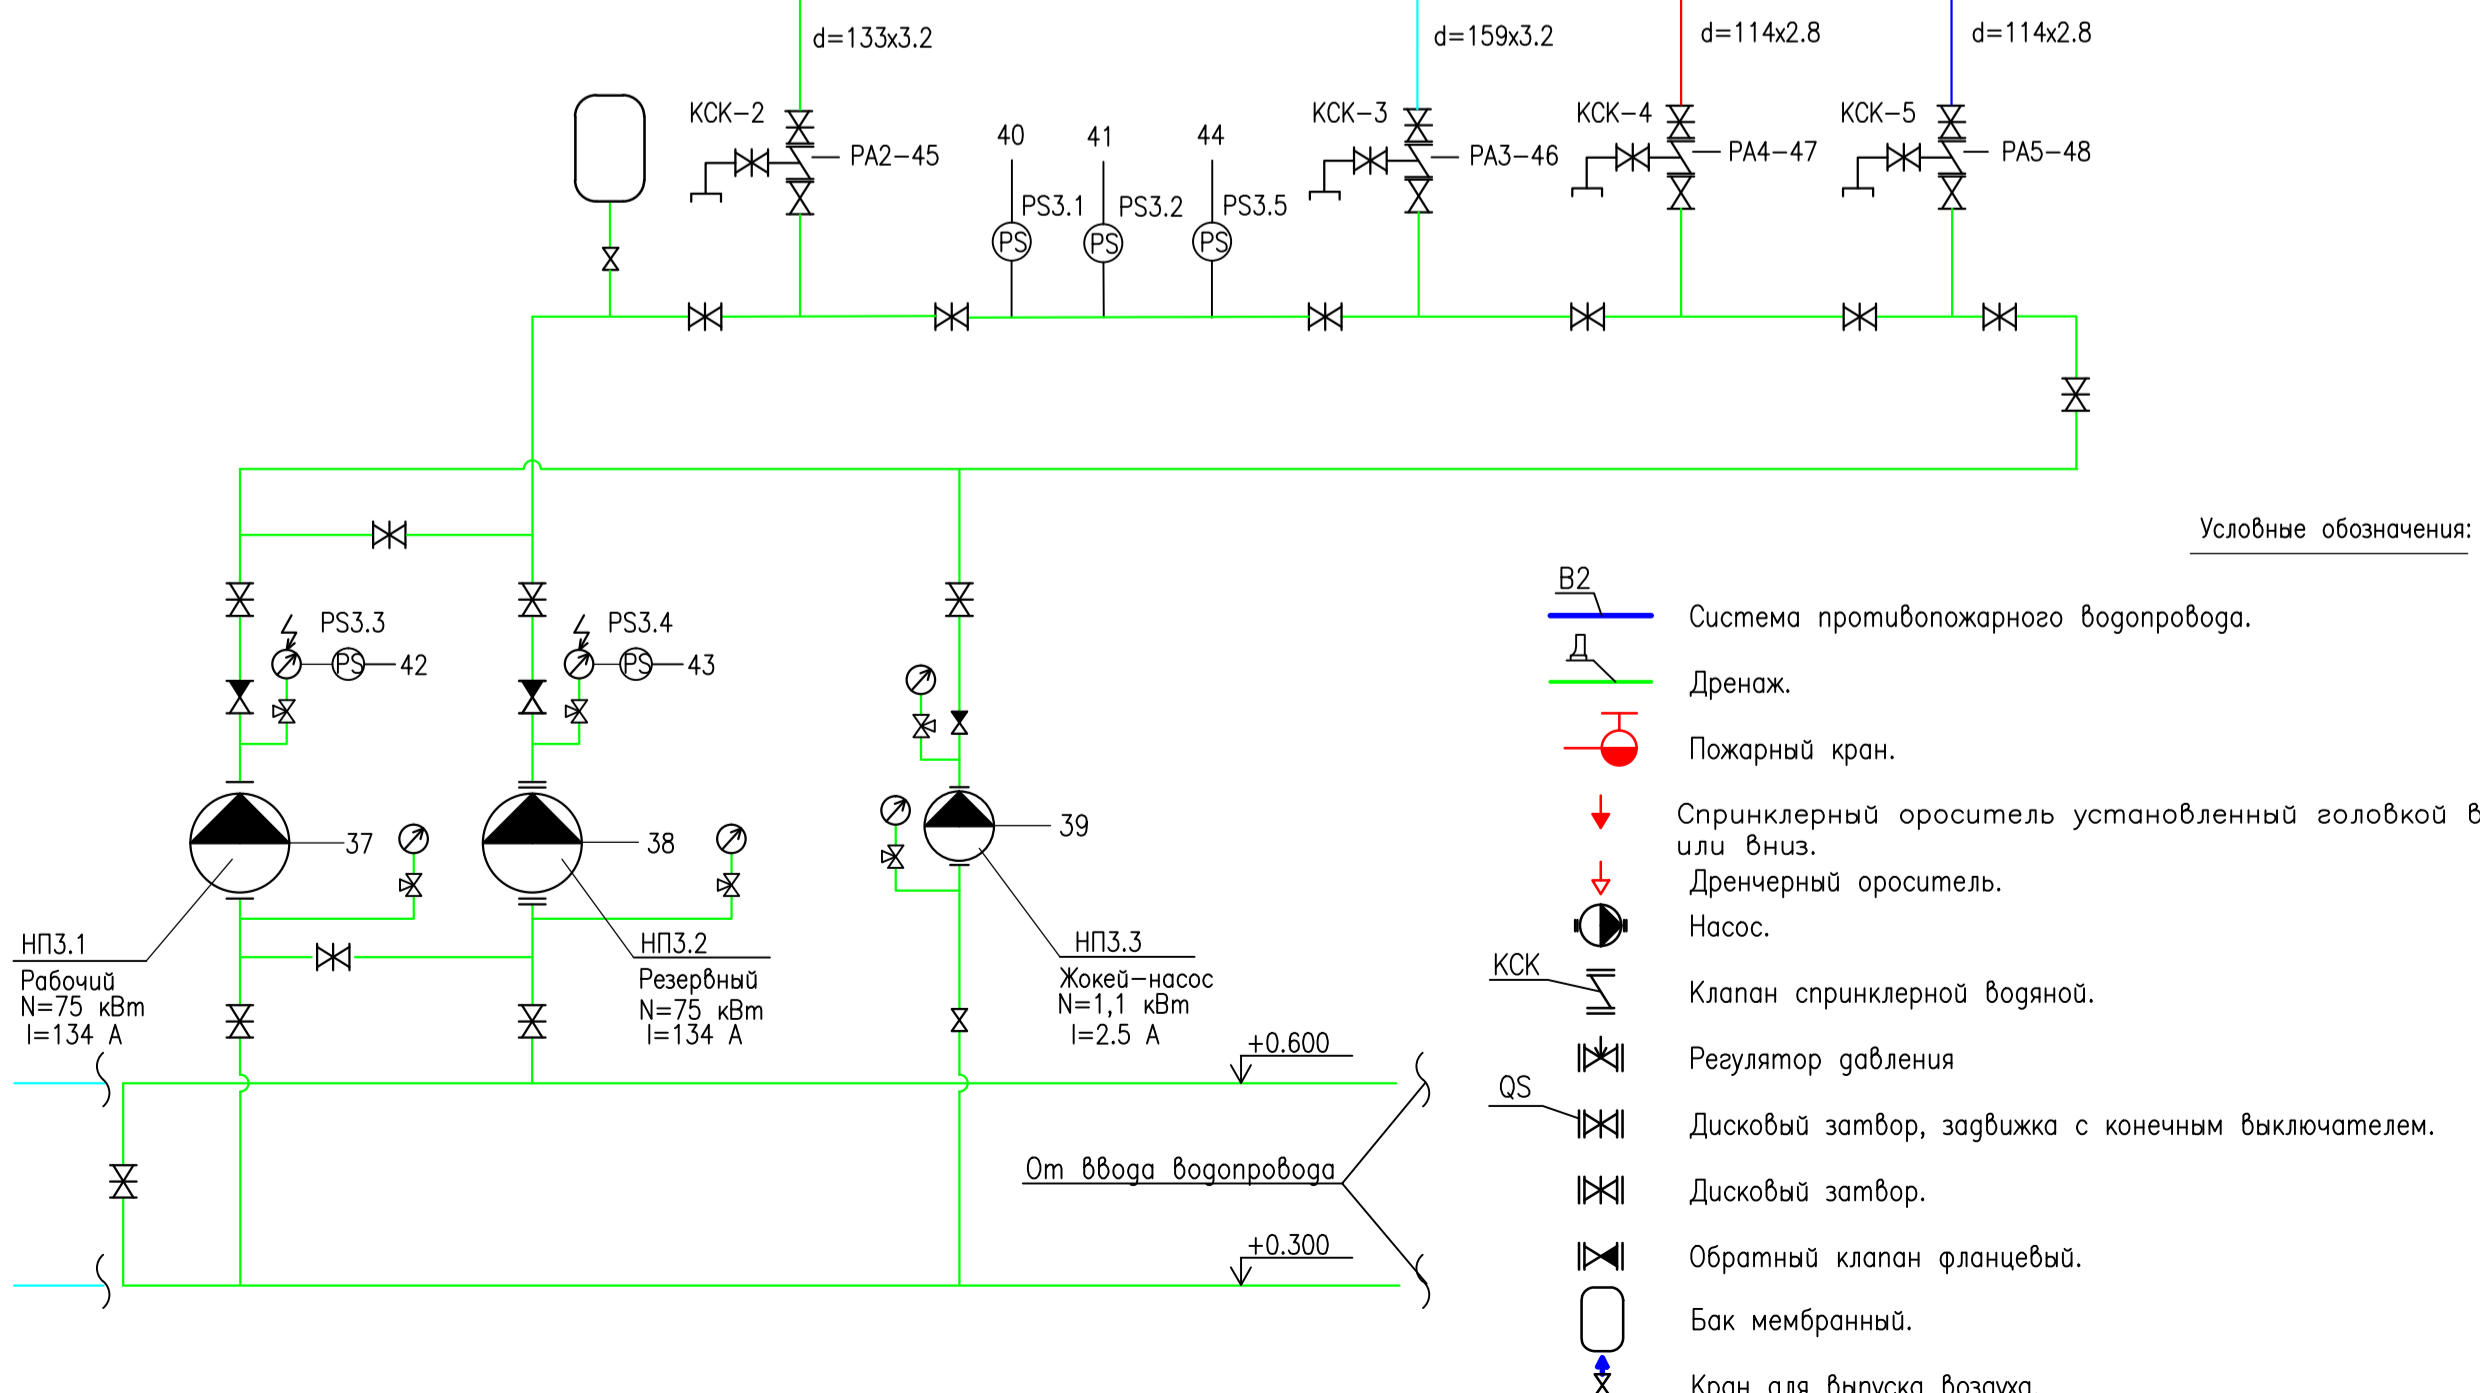 d=133x3.2
d=159x3.2
d=114x2.8
d=114x2.8
КСК-2
РА2-45
40
41
44
PS3.1
PS3.2
PS3.5
PS
PS
PS
КСК-3
РА3-46
КСК-4
РА4-47
КСК-5
РА5-48
PS3.3
PS
42
PS3.4
PS
43
37
38
39
НП3.1
Рабочий
N=75 кВт
I=134 А
НП3.2
Резервный
N=75 кВт
I=134 А
НП3.3
Жокей-насос
N=1,1 кВт
I=2.5 А
+0.600
От ввода водопровода
+0.300
Условные обозначения:
В2
Система противопожарного водопровода.
Дренаж.
Пожарный кран.
Спринклерный ороситель установленный головкой в
или вниз.
Дренчерный ороситель.
Насос.
КСК
Клапан спринклерной водяной.
Регулятор давления
QS
Дисковый затвор, задвижка с конечным выключателем.
Дисковый затвор.
Обратный клапан фланцевый.
Бак мембранный.
Кран для выпуска воздуха.